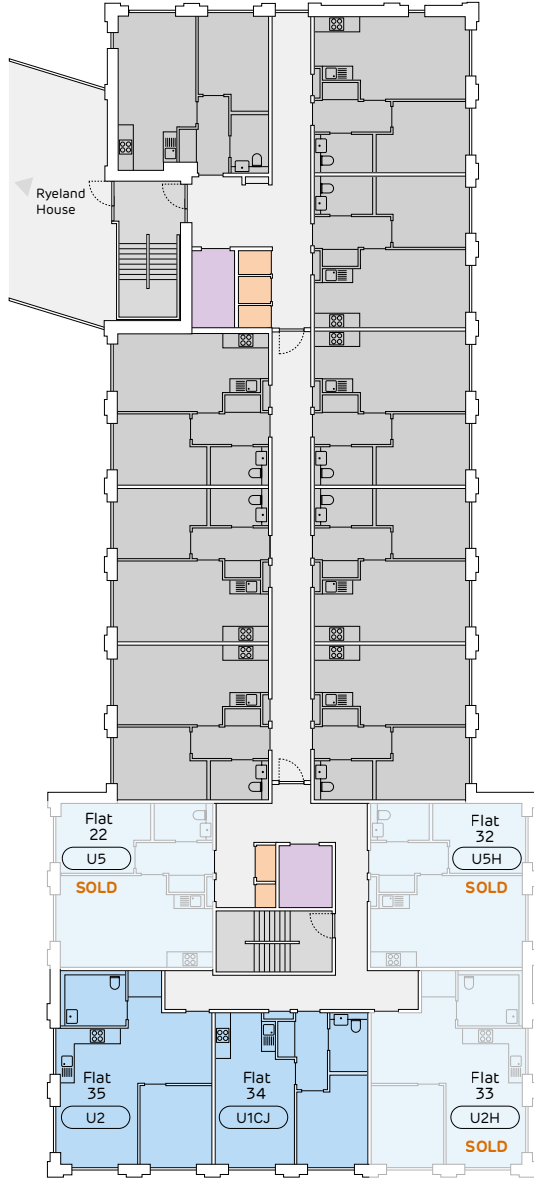 Ryeland
House
Flat
22
U5
SOLD
Flat
32
U5H
SOLD
Flat
35
U2
Flat
34
U1CJ
Flat
33
U2H
SOLD